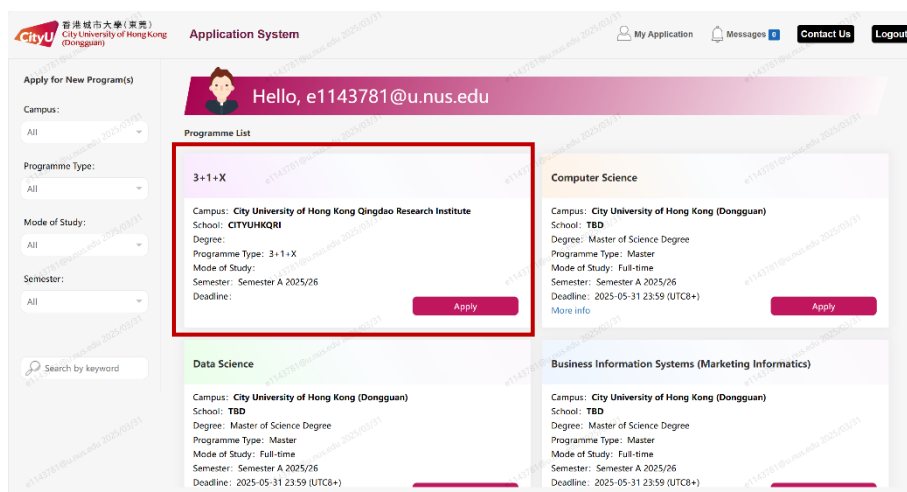 CityU
香港城市大學(東莞)
City University of Hong Kong
(Dongguan)
Application System
My Application
Messages 0
Contact Us
Logout
Apply for New Program(s)
Campus:
All
Programme Type:
All
Mode of Study:
All
Semester:
All
Search by keyword
Hello, e1143781@u.nus.edu
Programme List
3+1+X
Campus: City University of Hong Kong Qingdao Research Institute
School: CITYUHKQRI
Degree:
Programme Type: 3+1+X
Mode of Study:
Semester: Semester A 2025/26
Deadline:
Apply
Computer Science
Campus: City University of Hong Kong (Dongguan)
School: TBD
Degree: Master of Science Degree
Programme Type: Master
Mode of Study: Full-time
Semester: Semester A 2025/26
Deadline: 2025-05-31 23:59 (UTC8+)
More info
Apply
Data Science
Campus: City University of Hong Kong (Dongguan)
School: TBD
Degree: Master of Science Degree
Programme Type: Master
Mode of Study: Full-time
Semester: Semester A 2025/26
Deadline: 2025-05-31 23:59 (UTC8+)
Business Information Systems (Marketing Informatics)
Campus: City University of Hong Kong (Dongguan)
School: TBD
Degree: Master of Science Degree
Programme Type: Master
Mode of Study: Full-time
Semester: Semester A 2025/26
Deadline: 2025-05-31 23:59 (UTC8+)
e1143781@u.nus.edu 2025/03/31